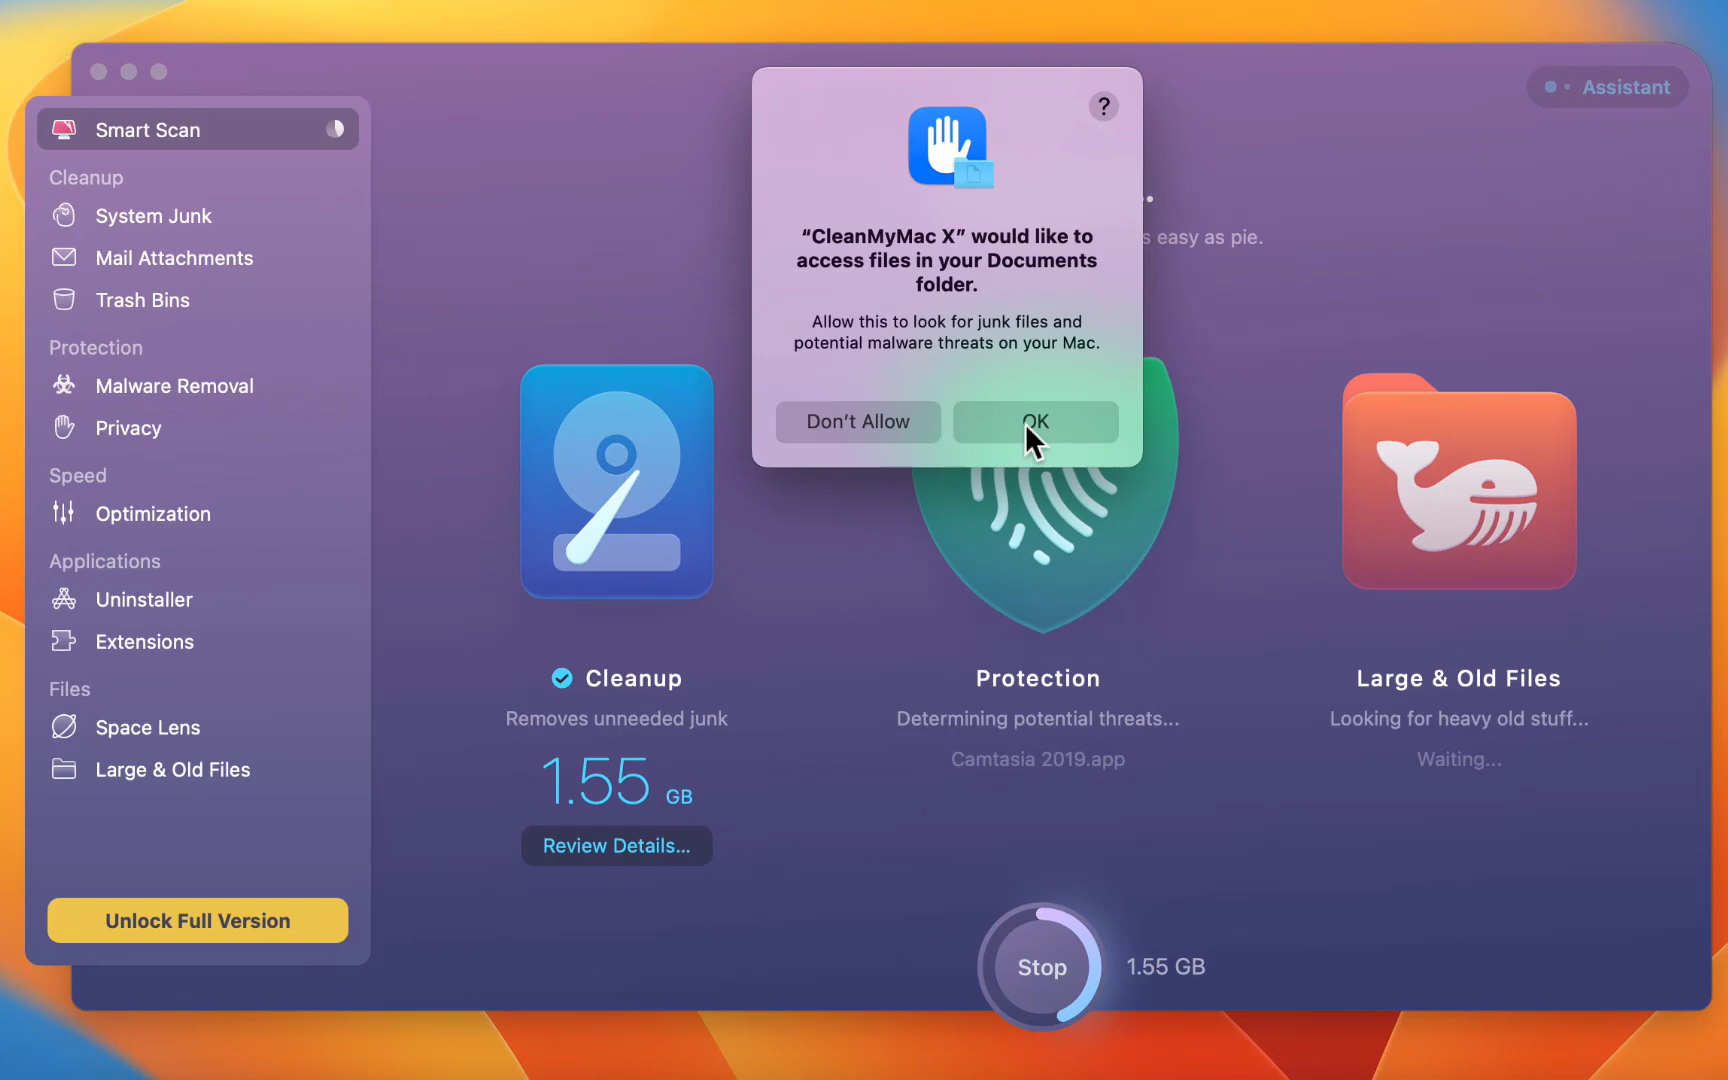 Assistant
Smart Scan
Cleanup
System Junk
Mail Attachments
Trash Bins
Protection
Malware Removal
Privacy
Speed
Optimization
Applications
Uninstaller
Extensions
Files
Space Lens
Large & Old Files
Unlock Full Version
?
“CleanMyMac X” would like to
access files in your Documents
folder.
Allow this to look for junk files and
potential malware threats on your Mac.
Don’t Allow
OK
easy as pie.
Cleanup
Removes unneeded junk
1.55 GB
Review Details...
Protection
Determining potential threats...
Camtasia 2019.app
Large & Old Files
Looking for heavy old stuff...
Waiting...
Stop
1.55 GB